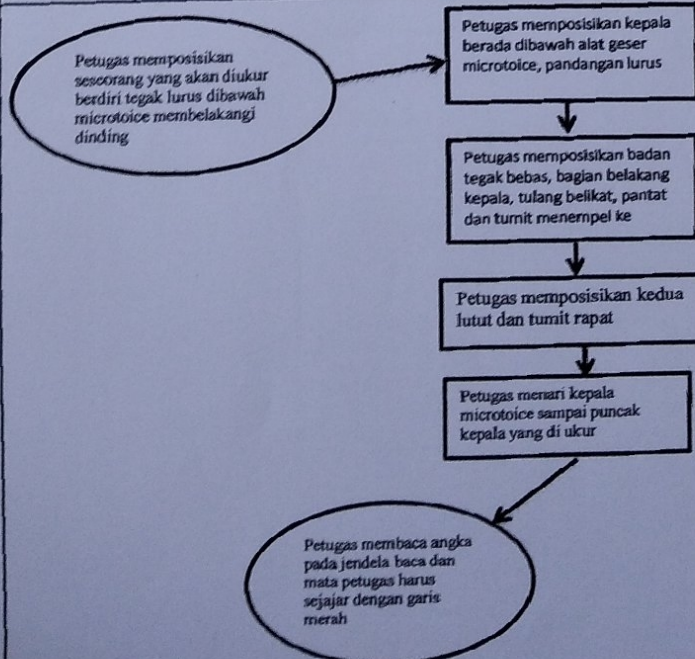 Petugas memposisikan
seseorang yang akan diukur
berdiri tegak lurus dibawah
microtoice membelakangi
dinding
Petugas memposisikan kepala
berada dibawah alat geser
microtoice, pandangan lurus
Petugas memposisikan badan
tegak bebas, bagian belakang
kepala, tulang belikat, pantat
dan tumit menempel ke
Petugas memposisikan kedua
lutut dan tumit rapat
Petugas menari kepala
microtoice sampai puncak
kepala yang di ukur
Petugas membaca angka
pada jendela baca dan
mata petugas harus
sejajar dengan garis
merah